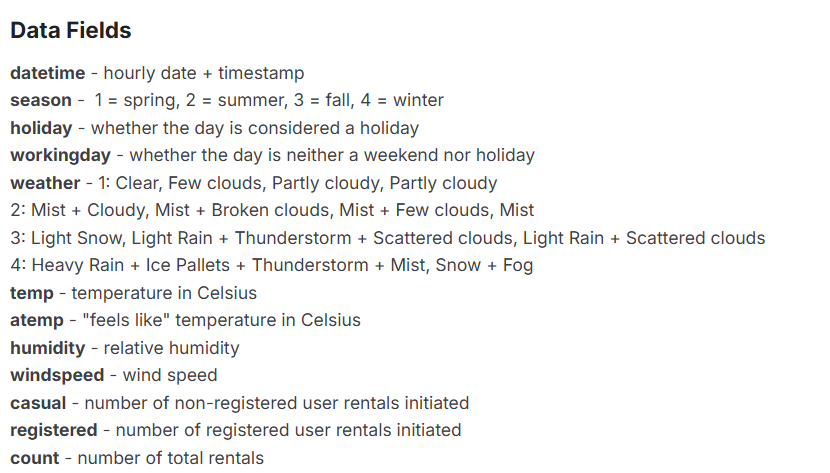 Data Fields
datetime - hourly date + timestamp
season - 1 = spring, 2 = summer, 3 = fall, 4 = winter
holiday - whether the day is considered a holiday
workingday - whether the day is neither a weekend nor holiday
weather - 1: Clear, Few clouds, Partly cloudy, Partly cloudy
2: Mist + Cloudy, Mist + Broken clouds, Mist + Few clouds, Mist
3: Light Snow, Light Rain + Thunderstorm + Scattered clouds, Light Rain + Scattered clouds
4: Heavy Rain + Ice Pallets + Thunderstorm + Mist, Snow + Fog
temp - temperature in Celsius
atemp - "feels like" temperature in Celsius
humidity - relative humidity
windspeed - wind speed
casual - number of non-registered user rentals initiated
registered - number of registered user rentals initiated
count - number of total rentals